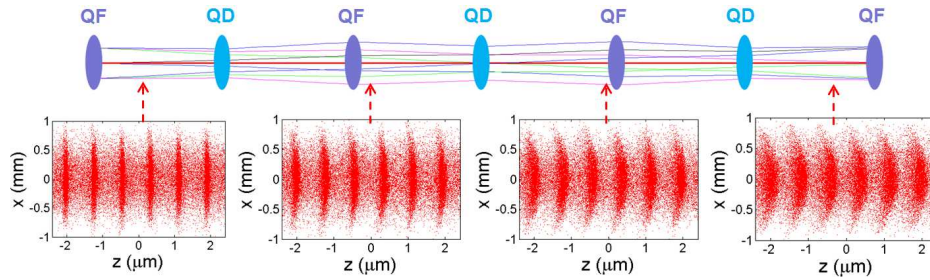 QF QD QF QD QF QD QF
1 1 1 1
0.5 0.5 0.5 0.5
x (mm) 0 x (mm) 0 x (mm) 0 x (mm) 0
-0.5 -0.5 -0.5 -0.5
-1 -1 -1 -1
-2 -1 0 1 2 -2 -1 0 1 2 -2 -1 0 1 2 -2 -1 0 1 2
z (μm) z (μm) z (μm) z (μm)